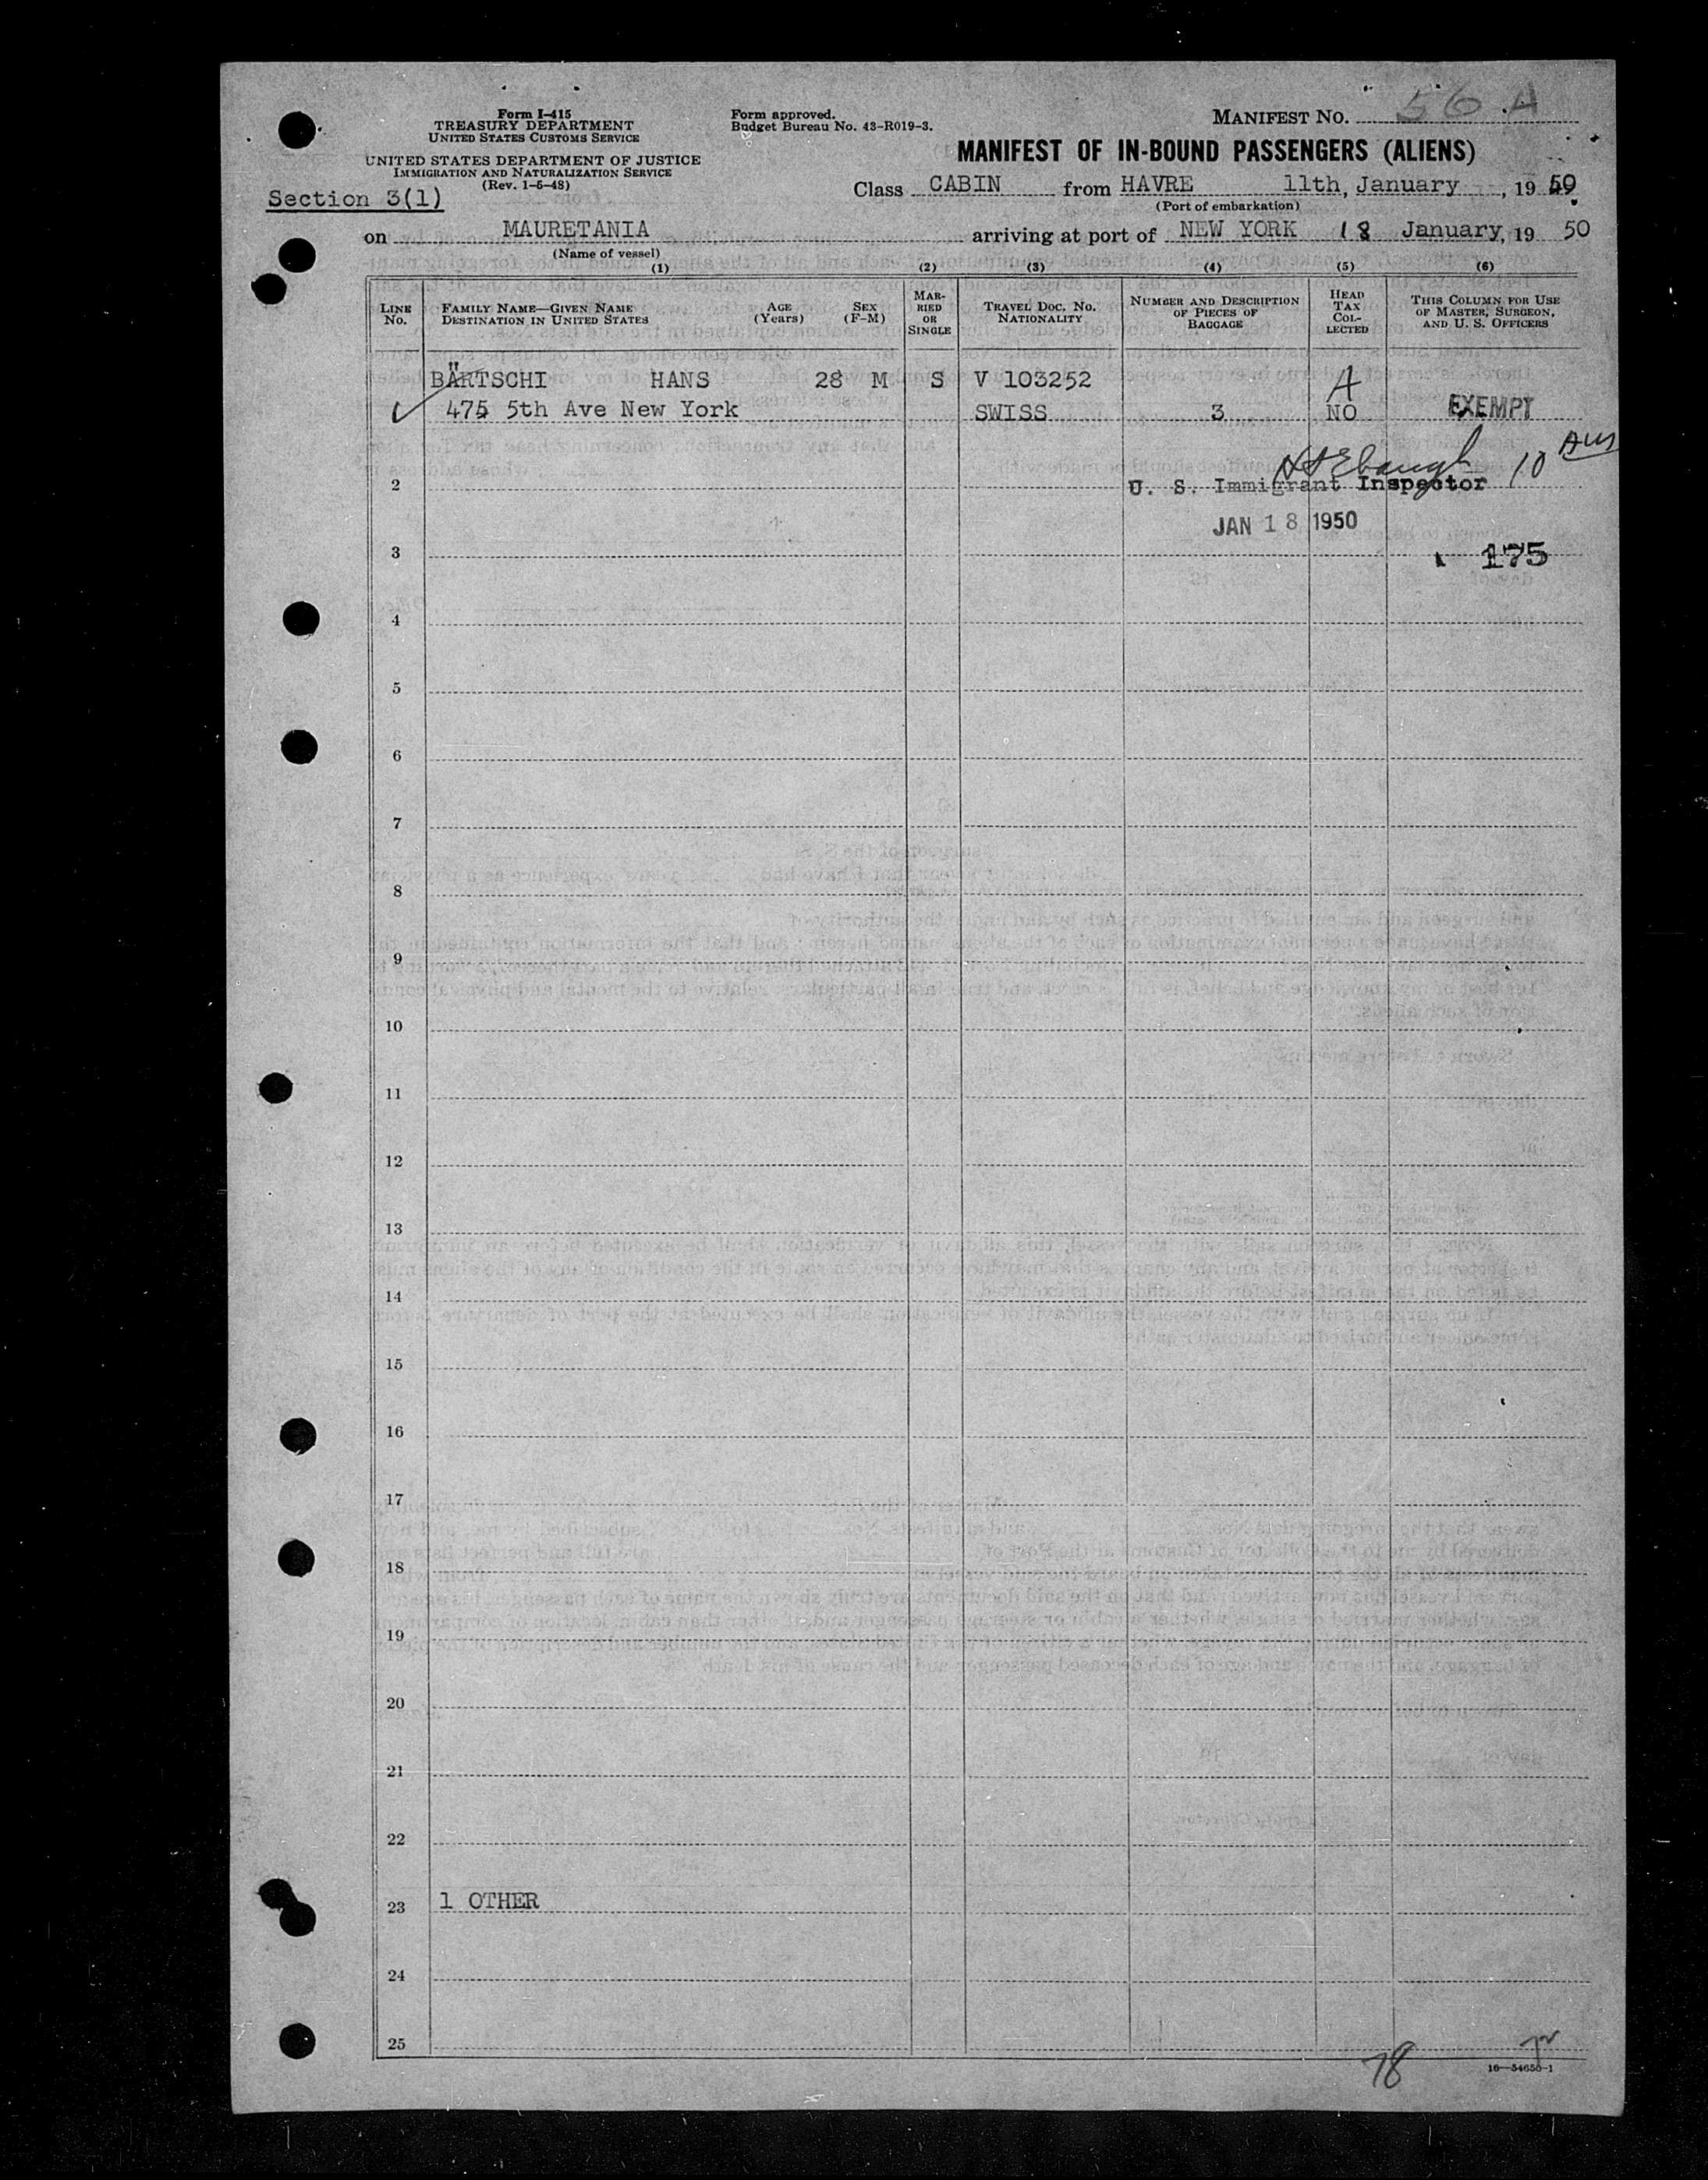 Form I-415
TREASURY DEPARTMENT
UNITED STATES CUSTOMS SERVICE
UNITED STATES DEPARTMENT OF JUSTICE
IMMIGRATION AND NATURALIZATION SERVICE
(Rev. 1-5-48)
Section 3(1)
Form approved.
Budget Bureau No. 43-R019-3.
MANIFEST NO. 56 A
MANIFEST OF IN-BOUND PASSENGERS (ALIENS)
Class CABIN from HAVRE 11th, January, 19 50
(Port of embarkation)
on MAURETANIA arriving at port of NEW YORK 18 January, 19 50
(Name of vessel)
(1) (2) (3) (4) (5) (6)
LINE No. FAMILY NAME—GIVEN NAME DESTINATION IN UNITED STATES AGE (Years) SEX (F-M) MARRIED OR SINGLE TRAVEL DOC. NO. NATIONALITY NUMBER AND DESCRIPTION OF PIECES OF BAGGAGE HEAD TAX COLLECTED THIS COLUMN FOR USE OF MASTER, SURGEON, AND U. S. OFFICERS
BÄRTSCHI HANS 28 M S V 103252 A
475 5th Ave New York SWISS 3 NO EXEMPT
10
2 U. S. Immigrant Inspector
JAN 18 1950
3 175
4
5
6
7
8
9
10
11
12
13
14
15
16
17
18
19
20
21
22
23 1 OTHER
24
25
78
16—54650-1